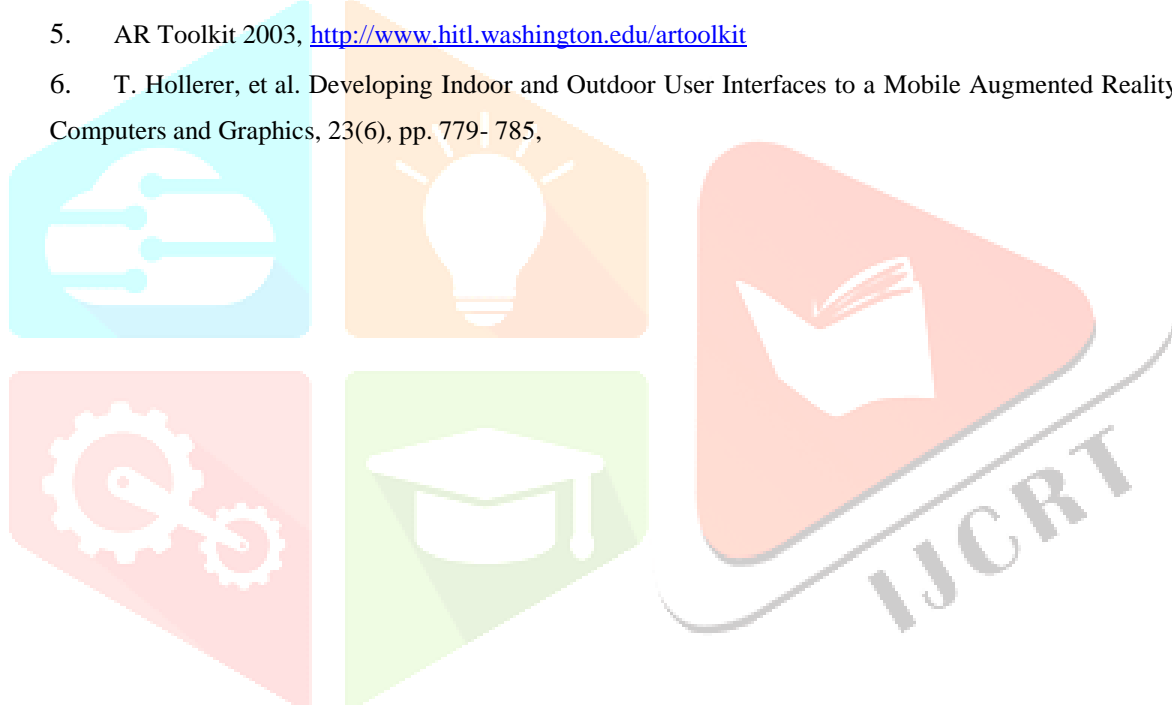 5. AR Toolkit 2003, http://www.hitl.washington.edu/artoolkit
6. T. Hollerer, et al. Developing Indoor and Outdoor User Interfaces to a Mobile Augmented Reality
Computers and Graphics, 23(6), pp. 779- 785,
IJCRT